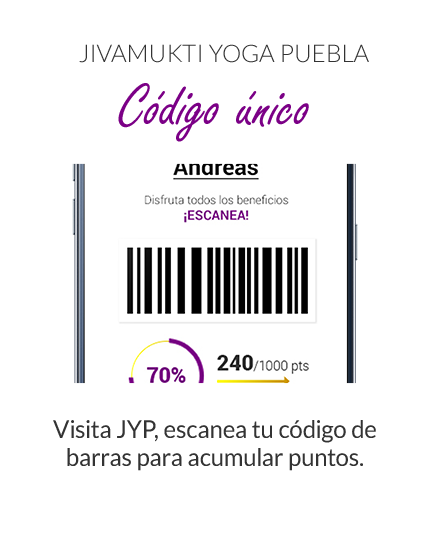 JIVAMUKTI YOGA PUEBLA
Código único
Andreas
Disfruta todos los beneficios
¡ESCANEA!
70%
240/1000 pts
Visita JYP, escanea tu código de
barras para acumular puntos.